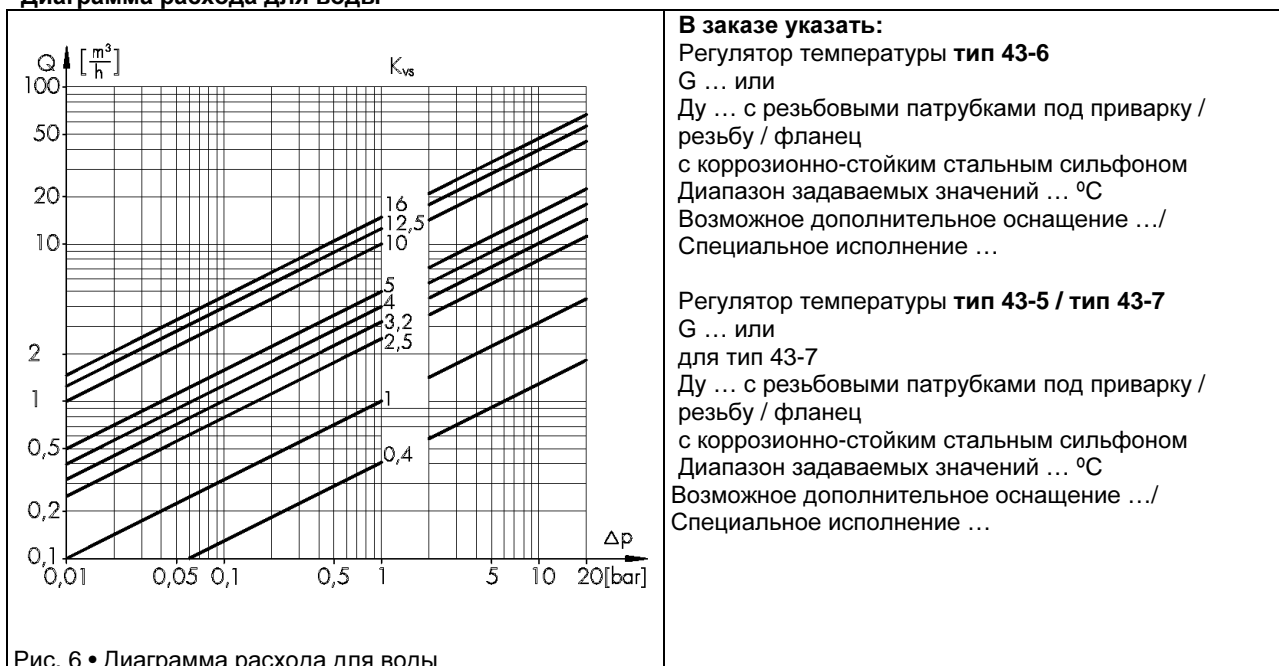 Диаграмма расхода для воды
Q [m³/h]
Kvs
100
50
20
10
2
1
0,5
0,2
0,1
16
12,5
10
5
4
3,2
2,5
1
0,4
Δp
0,01 0,05 0,1 0,5 1 5 10 20[bar]
Рис. 6 • Диаграмма расхода для воды
В заказе указать:
Регулятор температуры тип 43-6
G … или
Ду … с резьбовыми патрубками под приварку /
резьбу / фланец
с коррозионно-стойким стальным сильфоном
Диапазон задаваемых значений … ºC
Возможное дополнительное оснащение …/
Специальное исполнение …
Регулятор температуры тип 43-5 / тип 43-7
G … или
для тип 43-7
Ду … с резьбовыми патрубками под приварку /
резьбу / фланец
с коррозионно-стойким стальным сильфоном
Диапазон задаваемых значений … ºC
Возможное дополнительное оснащение …/
Специальное исполнение …